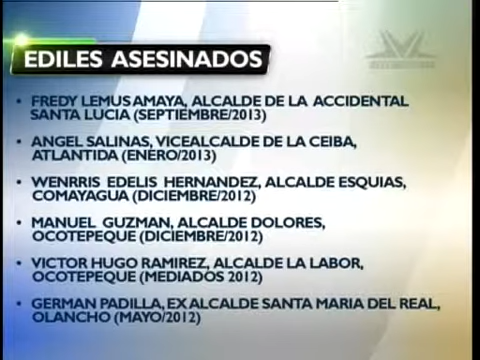 EDILES ASESINADOS
• FREDY LEMUS AMAYA, ALCALDE DE LA ACCIDENTAL
SANTA LUCIA (SEPTIEMBRE/2013)
• ANGEL SALINAS, VICEALCALDE DE LA CEIBA,
ATLANTIDA (ENERO/2013)
• WENRRIS EDELIS HERNANDEZ, ALCALDE ESQUIAS,
COMAYAGUA (DICIEMBRE/2012)
• MANUEL GUZMAN, ALCALDE DOLORES,
OCOTEPEQUE (DICIEMBRE/2012)
• VICTOR HUGO RAMIREZ, ALCALDE LA LABOR,
OCOTEPEQUE (MEDIADOS 2012)
• GERMAN PADILLA, EX ALCALDE SANTA MARIA DEL REAL,
OLANCHO (MAYO/2012)